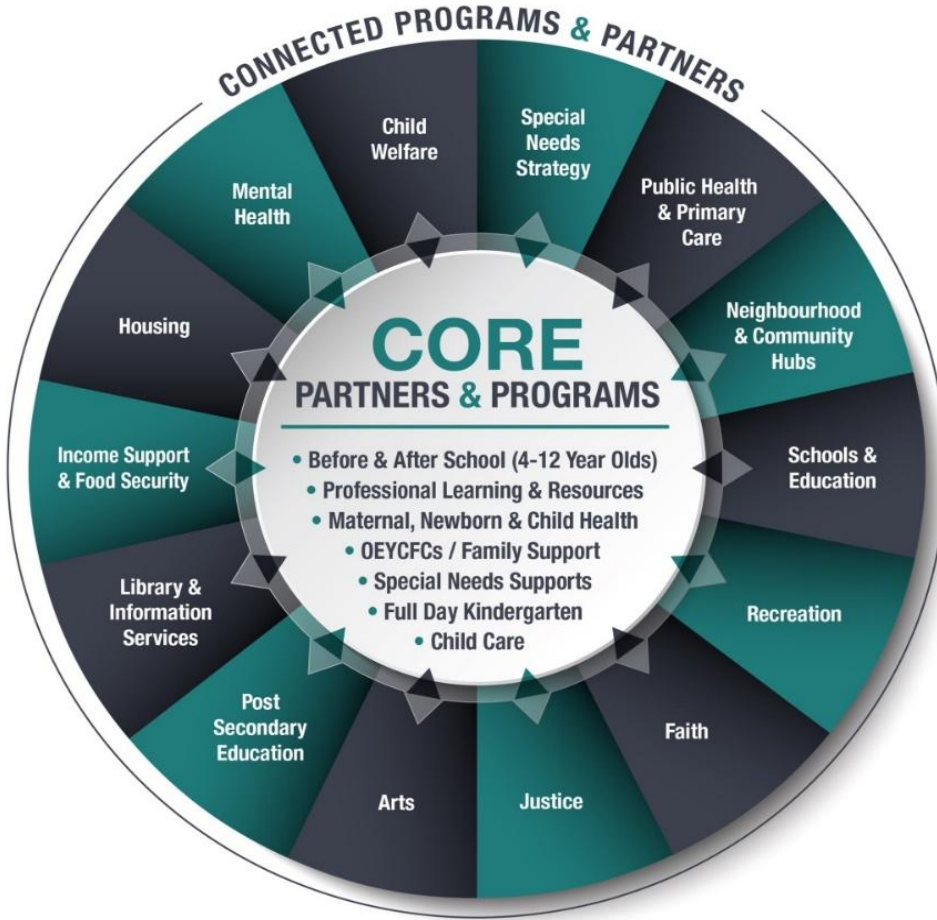 CONNECTED PROGRAMS & PARTNERS
Child
Welfare
Special
Needs
Strategy
Public Health
& Primary
Care
Neighbourhood
& Community
Hubs
Schools &
Education
Recreation
Faith
Justice
Arts
Post
Secondary
Education
Library &
Information
Services
Income Support
& Food Security
Housing
Mental
Health
CORE
PARTNERS & PROGRAMS
• Before & After School (4-12 Year Olds)
• Professional Learning & Resources
• Maternal, Newborn & Child Health
• OEYCFCs / Family Support
• Special Needs Supports
• Full Day Kindergarten
• Child Care